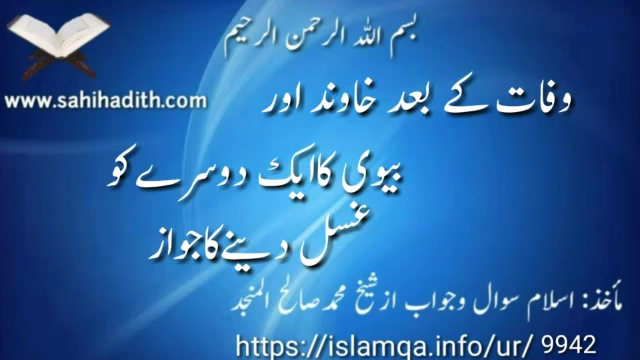 بسم اللہ الرحمن الرحیم
www.sahihadith.com
وفات کے بعد خاوند اور
بیوی کا ایک دوسرے کو
غسل دینے کا جواز
مأخذ: اسلام سوال وجواب از شیخ محمد صالح المنجد
https://islamqa.info/ur/ 9942